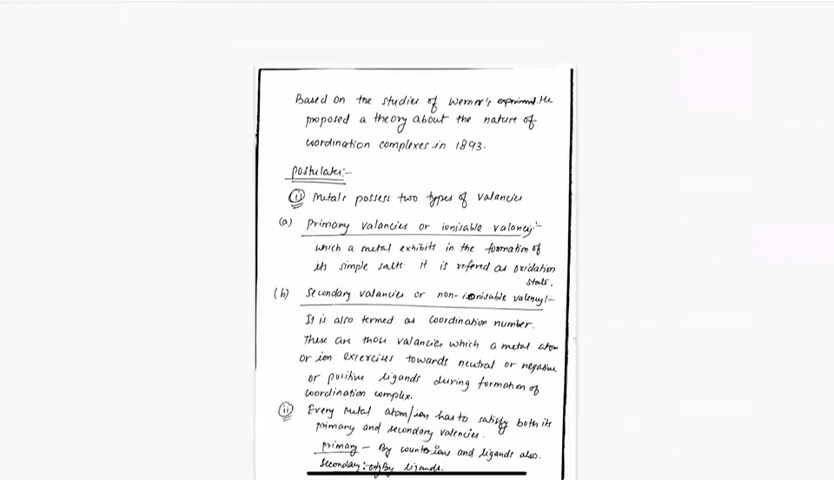 Based on the studies of Werner's experiment. He
proposed a theory about the nature of
coordination complexes in 1893.
Postulates:-
(i) Metals possess two types of valancies
(a) Primary valancies or ionisable valancy:-
which a metal exhibits in the formation of
its simple salts it is refered as oxidation
state.
(b) Secondary valancies or non-ionisable valency:-
It is also termed as coordination number.
These are those valancies which a metal atom
or ion excercies towards neutral or negative
or positive ligands during formation of
coordination complex.
(ii) Every metal atom/ion has to satisfy both its
primary and secondary valencies.
primary - By counter ions and ligands also.
Secondary:- By ligands.